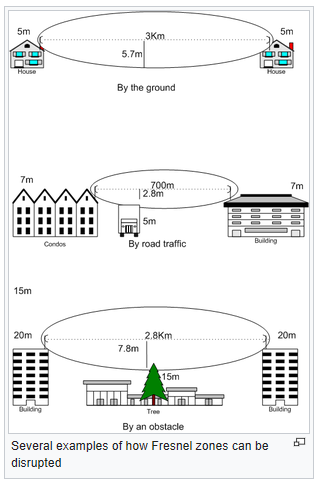 5m
3Km
5m
5.7m
House
House
By the ground
7m
700m
7m
2.8m
5m
Condos
By road traffic
Building
15m
20m
2.8Km
20m
7.8m
15m
Building
Tree
Building
By an obstacle
Several examples of how Fresnel zones can be
disrupted